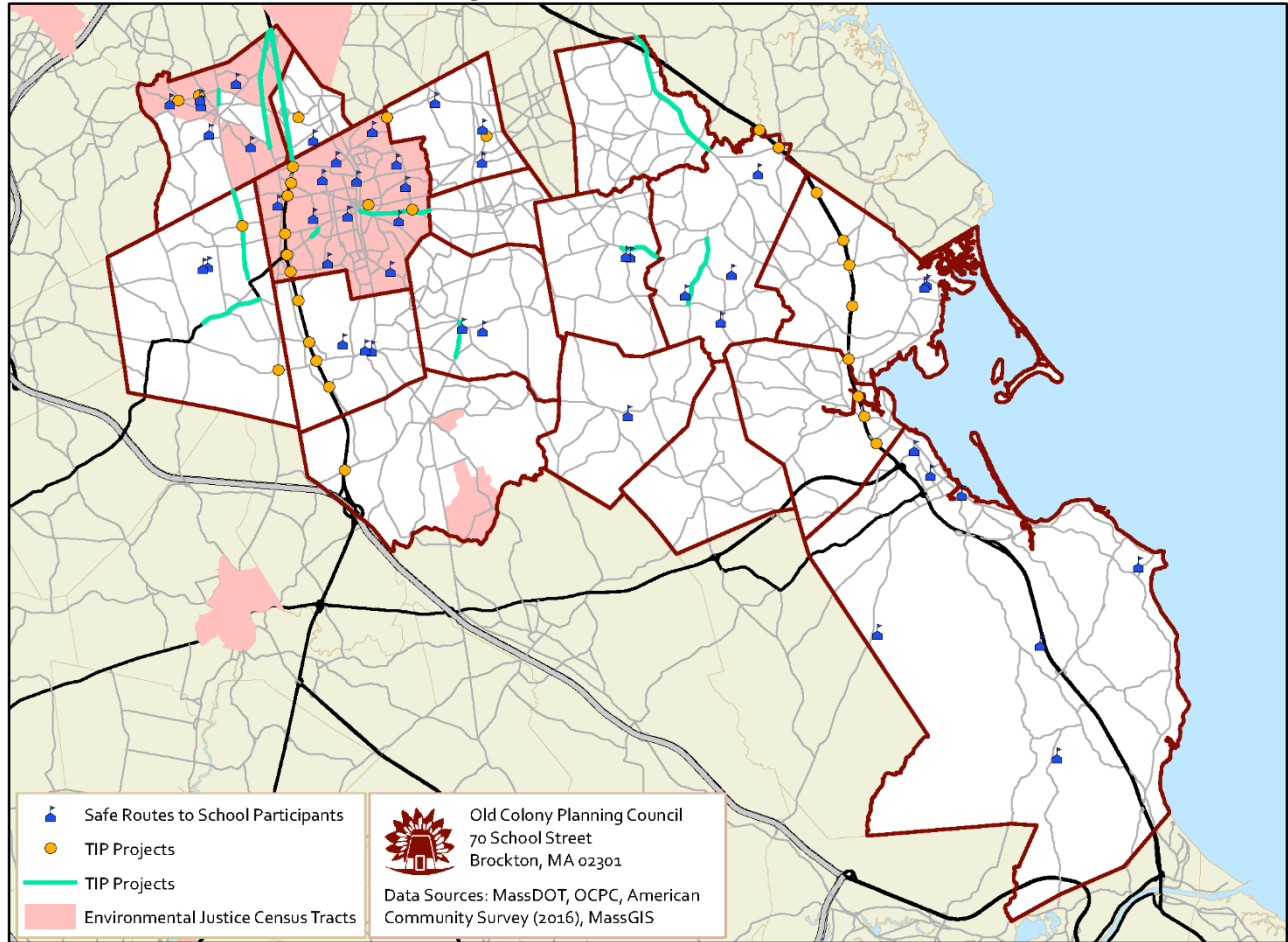 Safe Routes to School Participants
TIP Projects
TIP Projects
Environmental Justice Census Tracts
Old Colony Planning Council
70 School Street
Brockton, MA 02301
Data Sources: MassDOT, OCPC, American
Community Survey (2016), MassGIS